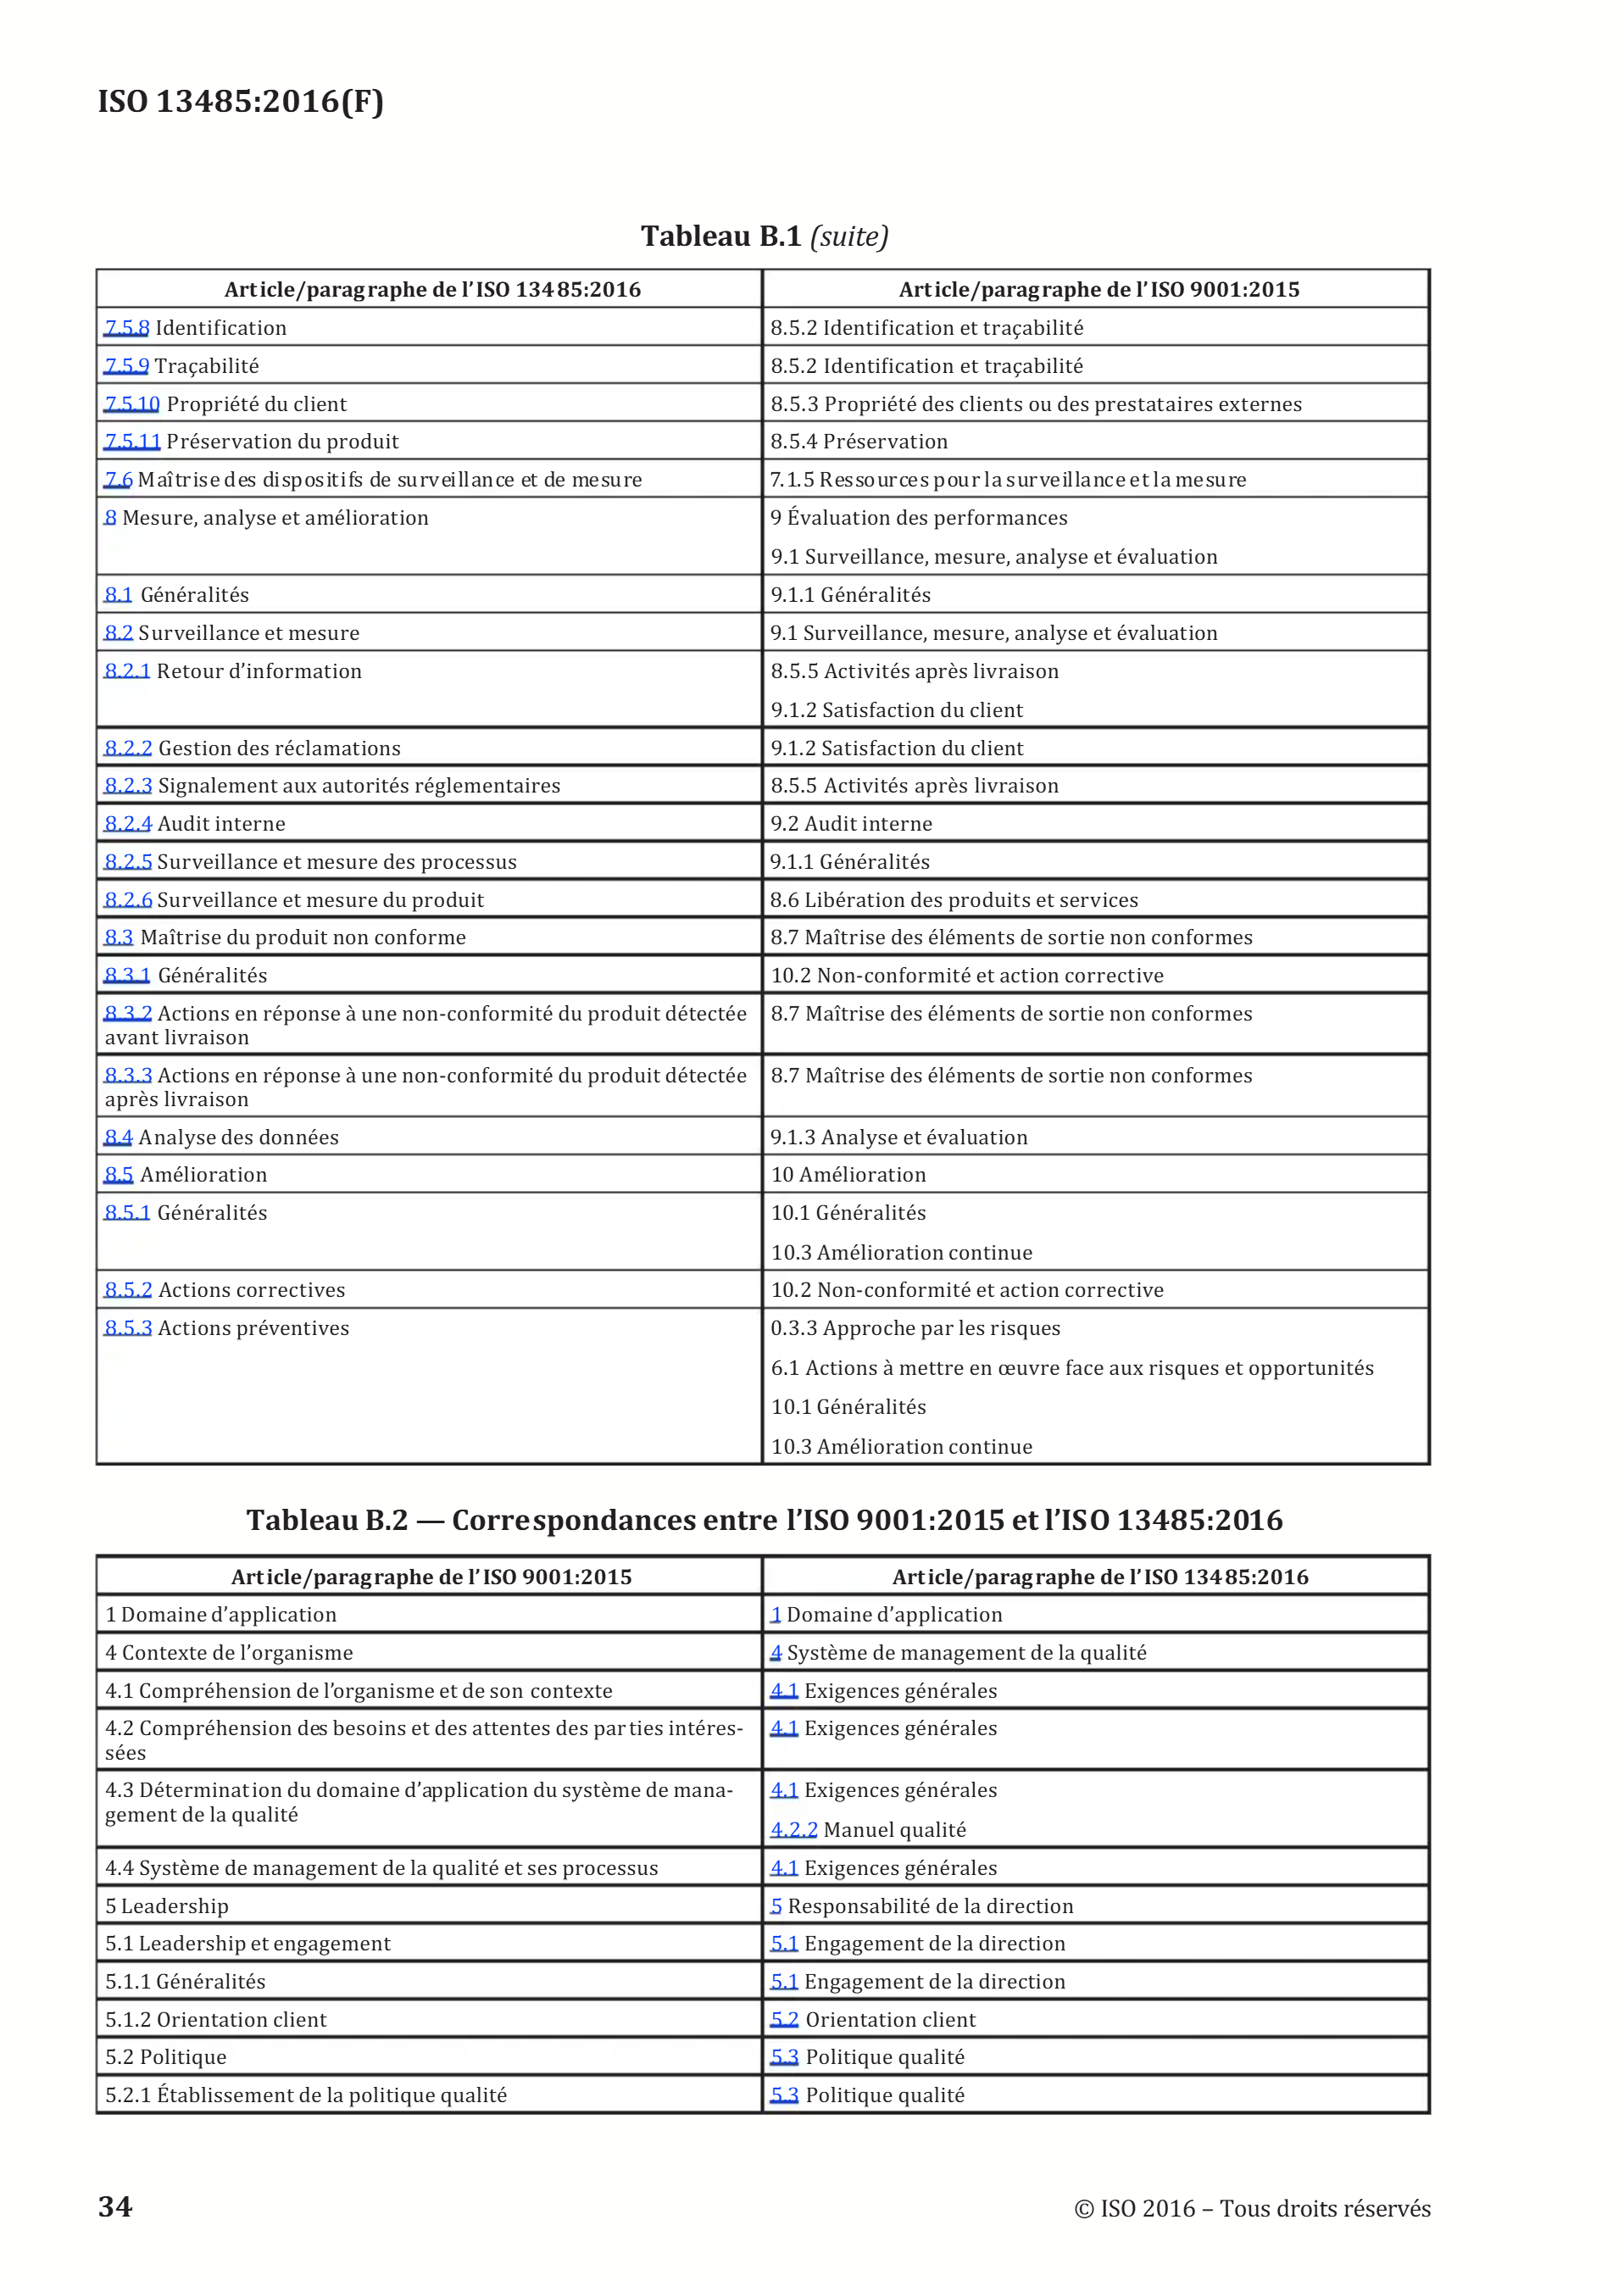 ISO 13485:2016(F)
Tableau B.1 (suite)
Article/paragraphe de l’ISO 13485:2016 Article/paragraphe de l’ISO 9001:2015
7.5.8 Identification 8.5.2 Identification et traçabilité
7.5.9 Traçabilité 8.5.2 Identification et traçabilité
7.5.10 Propriété du client 8.5.3 Propriété des clients ou des prestataires externes
7.5.11 Préservation du produit 8.5.4 Préservation
7.6 Maîtrise des dispositifs de surveillance et de mesure 7.1.5 Ressources pour la surveillance et la mesure
8 Mesure, analyse et amélioration 9 Évaluation des performances
9.1 Surveillance, mesure, analyse et évaluation
8.1 Généralités 9.1.1 Généralités
8.2 Surveillance et mesure 9.1 Surveillance, mesure, analyse et évaluation
8.2.1 Retour d’information 8.5.5 Activités après livraison
9.1.2 Satisfaction du client
8.2.2 Gestion des réclamations 9.1.2 Satisfaction du client
8.2.3 Signalement aux autorités réglementaires 8.5.5 Activités après livraison
8.2.4 Audit interne 9.2 Audit interne
8.2.5 Surveillance et mesure des processus 9.1.1 Généralités
8.2.6 Surveillance et mesure du produit 8.6 Libération des produits et services
8.3 Maîtrise du produit non conforme 8.7 Maîtrise des éléments de sortie non conformes
8.3.1 Généralités 10.2 Non-conformité et action corrective
8.3.2 Actions en réponse à une non-conformité du produit détectée 8.7 Maîtrise des éléments de sortie non conformes
avant livraison
8.3.3 Actions en réponse à une non-conformité du produit détectée 8.7 Maîtrise des éléments de sortie non conformes
après livraison
8.4 Analyse des données 9.1.3 Analyse et évaluation
8.5 Amélioration 10 Amélioration
8.5.1 Généralités 10.1 Généralités
10.3 Amélioration continue
8.5.2 Actions correctives 10.2 Non-conformité et action corrective
8.5.3 Actions préventives 0.3.3 Approche par les risques
6.1 Actions à mettre en œuvre face aux risques et opportunités
10.1 Généralités
10.3 Amélioration continue
Tableau B.2 — Correspondances entre l’ISO 9001:2015 et l’ISO 13485:2016
Article/paragraphe de l’ISO 9001:2015 Article/paragraphe de l’ISO 13485:2016
1 Domaine d’application 1 Domaine d’application
4 Contexte de l’organisme 4 Système de management de la qualité
4.1 Compréhension de l’organisme et de son contexte 4.1 Exigences générales
4.2 Compréhension des besoins et des attentes des parties intéres- 4.1 Exigences générales
sées
4.3 Détermination du domaine d’application du système de mana- 4.1 Exigences générales
gement de la qualité
4.2.2 Manuel qualité
4.4 Système de management de la qualité et ses processus 4.1 Exigences générales
5 Leadership 5 Responsabilité de la direction
5.1 Leadership et engagement 5.1 Engagement de la direction
5.1.1 Généralités 5.1 Engagement de la direction
5.1.2 Orientation client 5.2 Orientation client
5.2 Politique 5.3 Politique qualité
5.2.1 Établissement de la politique qualité 5.3 Politique qualité
34 © ISO 2016 – Tous droits réservés